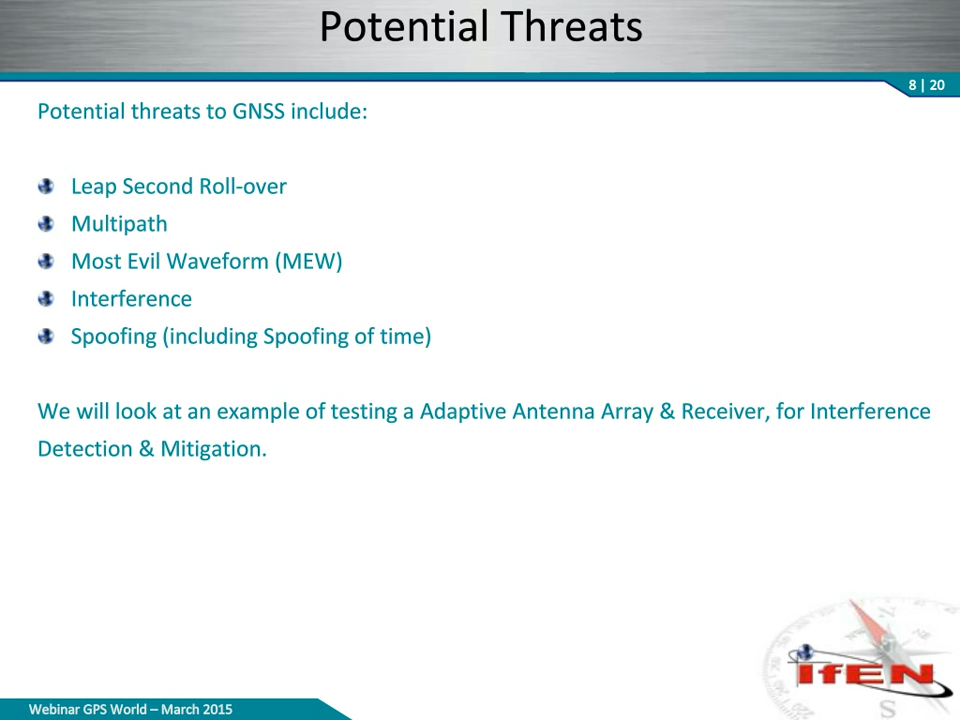 Potential Threats
8 | 20
Potential threats to GNSS include:
Leap Second Roll-over
Multipath
Most Evil Waveform (MEW)
Interference
Spoofing (including Spoofing of time)
We will look at an example of testing a Adaptive Antenna Array & Receiver, for Interference
Detection & Mitigation.
NE
ifEN
S
Webinar GPS World – March 2015